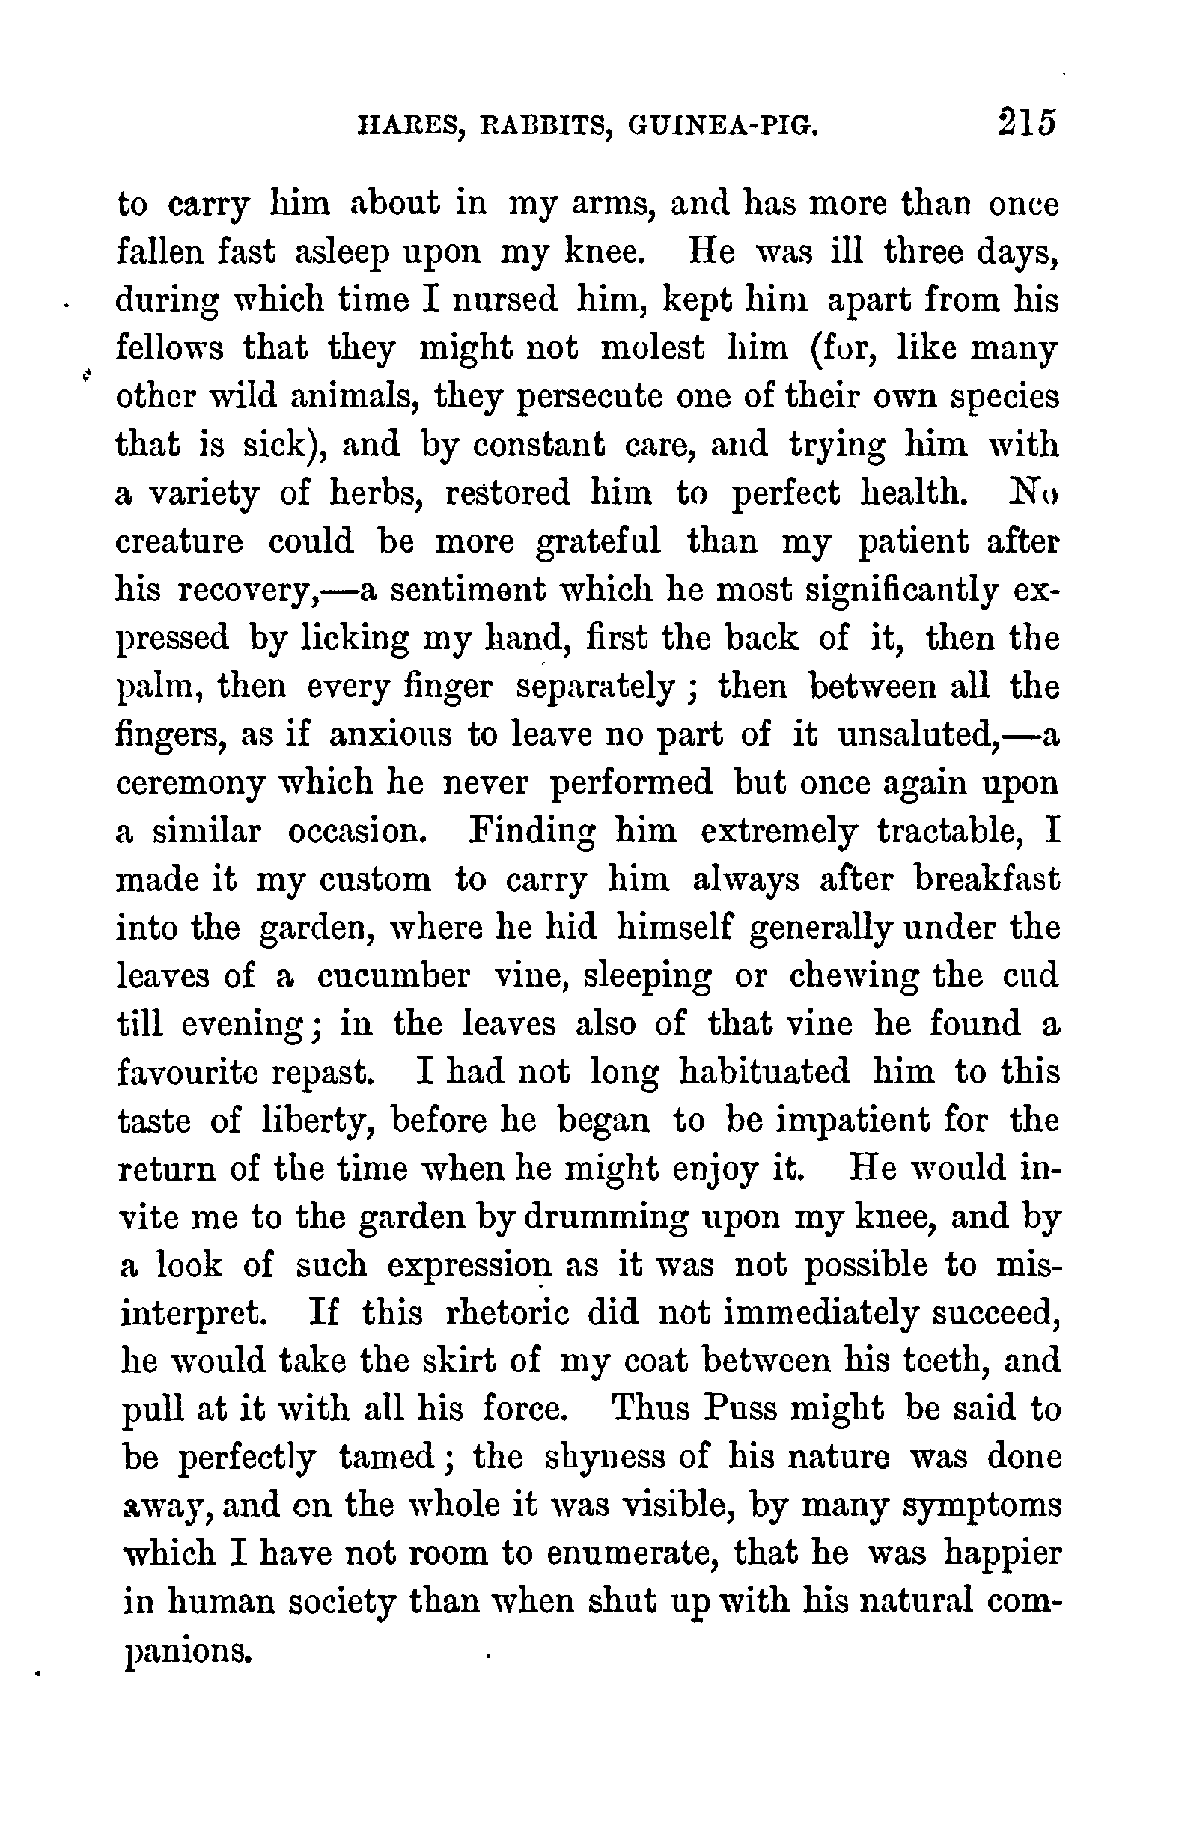 HARES, RABBITS, GUINEA-PIG. 215
to carry him about in my arms, and has more than once
fallen fast asleep upon my knee. He was ill three days,
during which time I nursed him, kept him apart from his
fellows that they might not molest him (for, like many
other wild animals, they persecute one of their own species
that is sick), and by constant care, and trying him with
a variety of herbs, restored him to perfect health. No
creature could be more grateful than my patient after
his recovery,—a sentiment which he most significantly ex-
pressed by licking my hand, first the back of it, then the
palm, then every finger separately ; then between all the
fingers, as if anxious to leave no part of it unsaluted,—a
ceremony which he never performed but once again upon
a similar occasion. Finding him extremely tractable, I
made it my custom to carry him always after breakfast
into the garden, where he hid himself generally under the
leaves of a cucumber vine, sleeping or chewing the cud
till evening; in the leaves also of that vine he found a
favourite repast. I had not long habituated him to this
taste of liberty, before he began to be impatient for the
return of the time when he might enjoy it. He would in-
vite me to the garden by drumming upon my knee, and by
a look of such expression as it was not possible to mis-
interpret. If this rhetoric did not immediately succeed,
he would take the skirt of my coat between his teeth, and
pull at it with all his force. Thus Puss might be said to
be perfectly tamed ; the shyness of his nature was done
away, and on the whole it was visible, by many symptoms
which I have not room to enumerate, that he was happier
in human society than when shut up with his natural com-
panions.